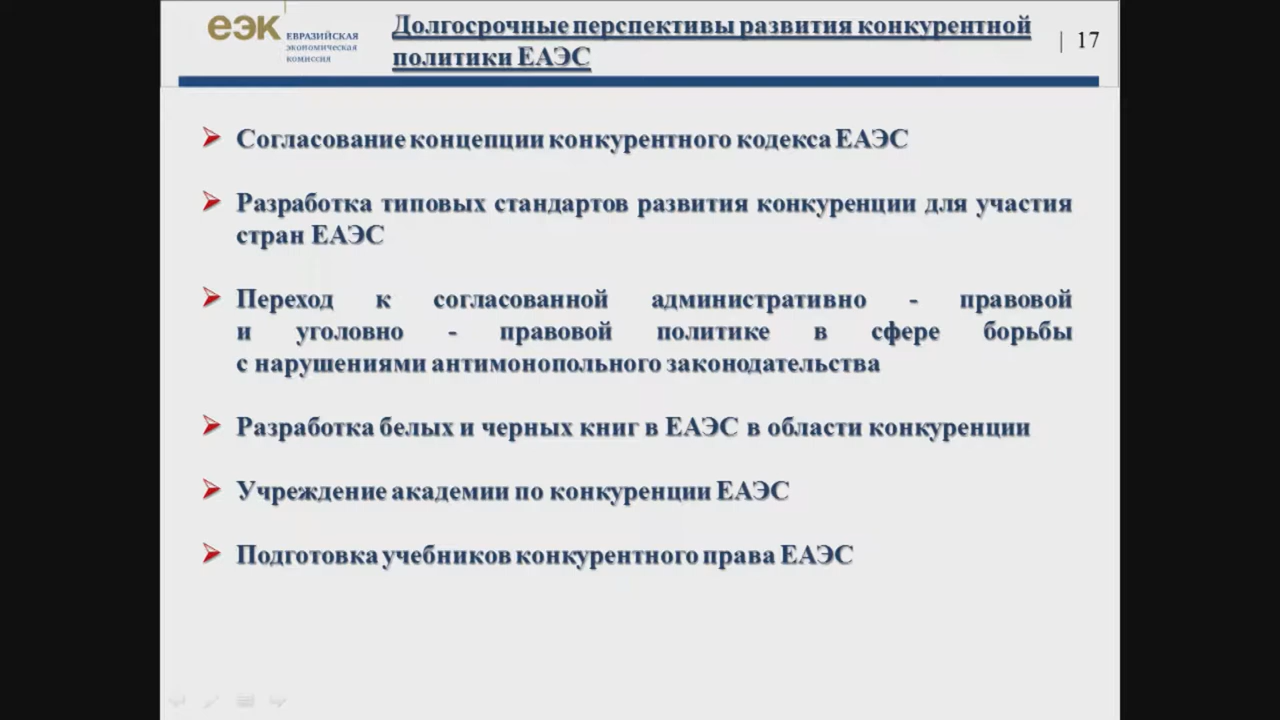 еэк
ЕВРАЗИЙСКАЯ
экономическая
комиссия
Долгосрочные перспективы развития конкурентной
политики ЕАЭС
| 17
Согласование концепции конкурентного кодекса ЕАЭС
Разработка типовых стандартов развития конкуренции для участия
стран ЕАЭС
Переход к согласованной административно - правовой
и уголовно - правовой политике в сфере борьбы
с нарушениями антимонопольного законодательства
Разработка белых и черных книг в ЕАЭС в области конкуренции
Учреждение академии по конкуренции ЕАЭС
Подготовка учебников конкурентного права ЕАЭС